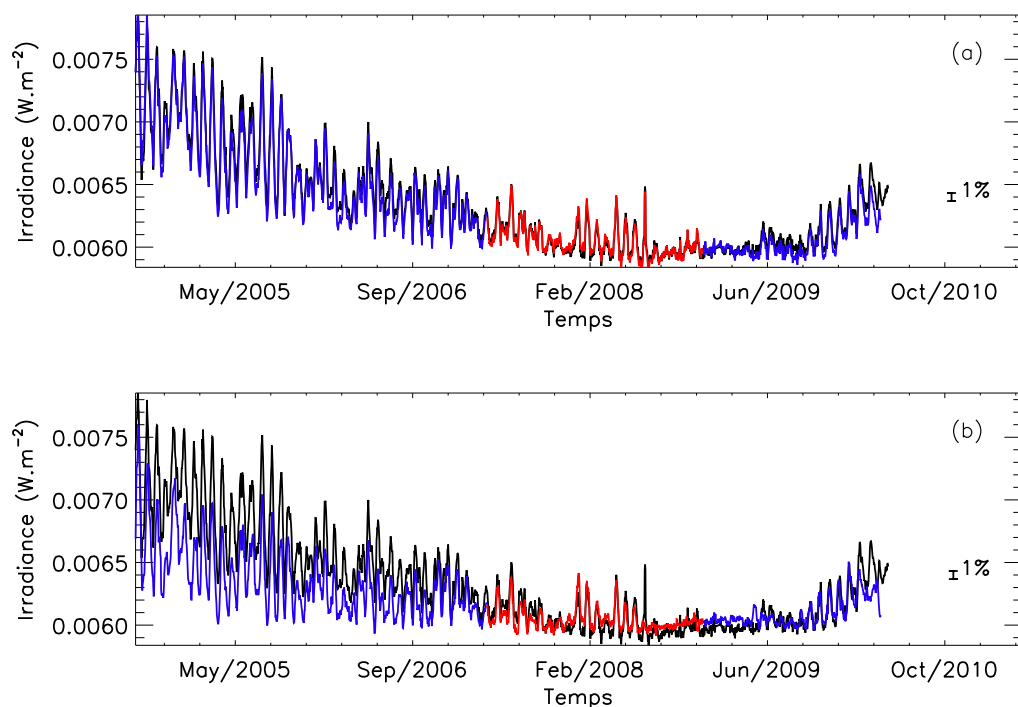 (a)
Irradiance (W.m⁻²)
0.0075
0.0070
0.0065
0.0060
1%
May/2005 Sep/2006 Feb/2008 Jun/2009 Oct/2010
Temps
(b)
Irradiance (W.m⁻²)
0.0075
0.0070
0.0065
0.0060
1%
May/2005 Sep/2006 Feb/2008 Jun/2009 Oct/2010
Temps